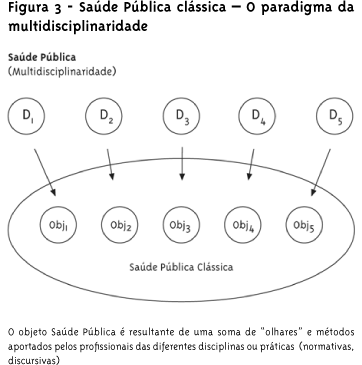 Figura 3 - Saúde Pública clássica — O paradigma da
multidisciplinaridade
Saúde Pública
(Multidisciplinaridade)
D1 D2 D3 D4 D5
Obj1 Obj2 Obj3 Obj4 Obj5
Saúde Pública Clássica
O objeto Saúde Pública é resultante de uma soma de "olhares" e métodos
aportados pelos profissionais das diferentes disciplinas ou práticas (normativas,
discursivas)